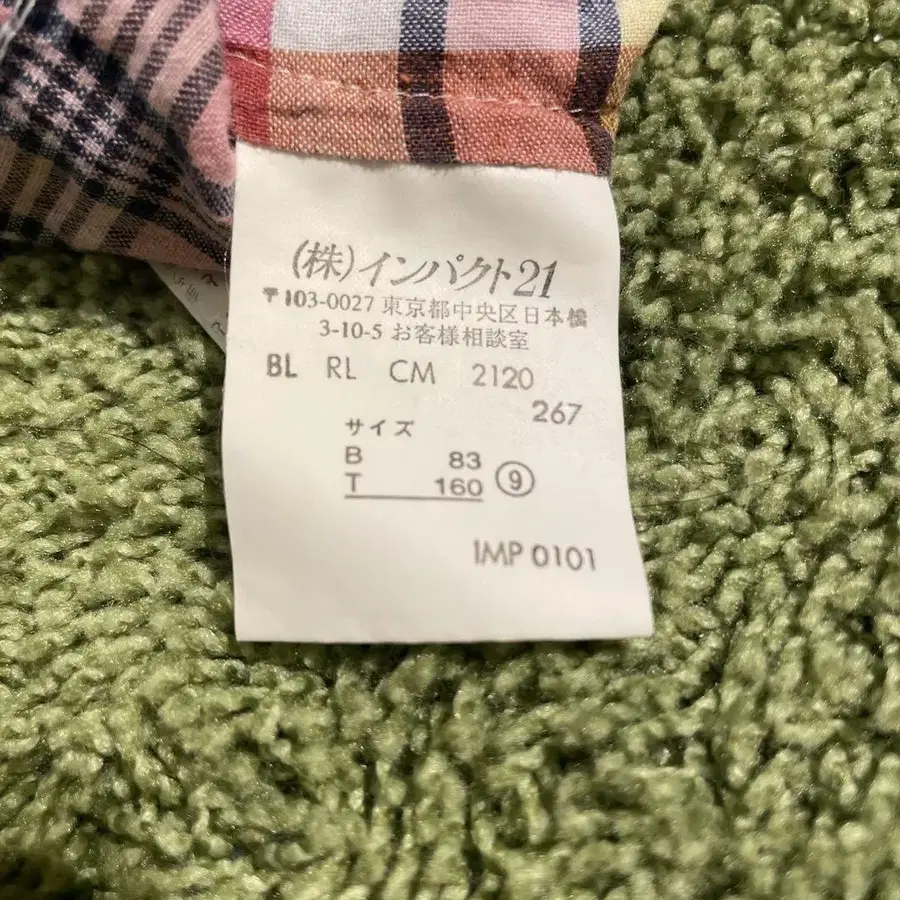 (株)インパクト21
〒103-0027 東京都中央区日本橋
3-10-5 お客様相談室
BL RL CM 2120
267
サイズ
B 83
T 160 ⑨
IMP 0101